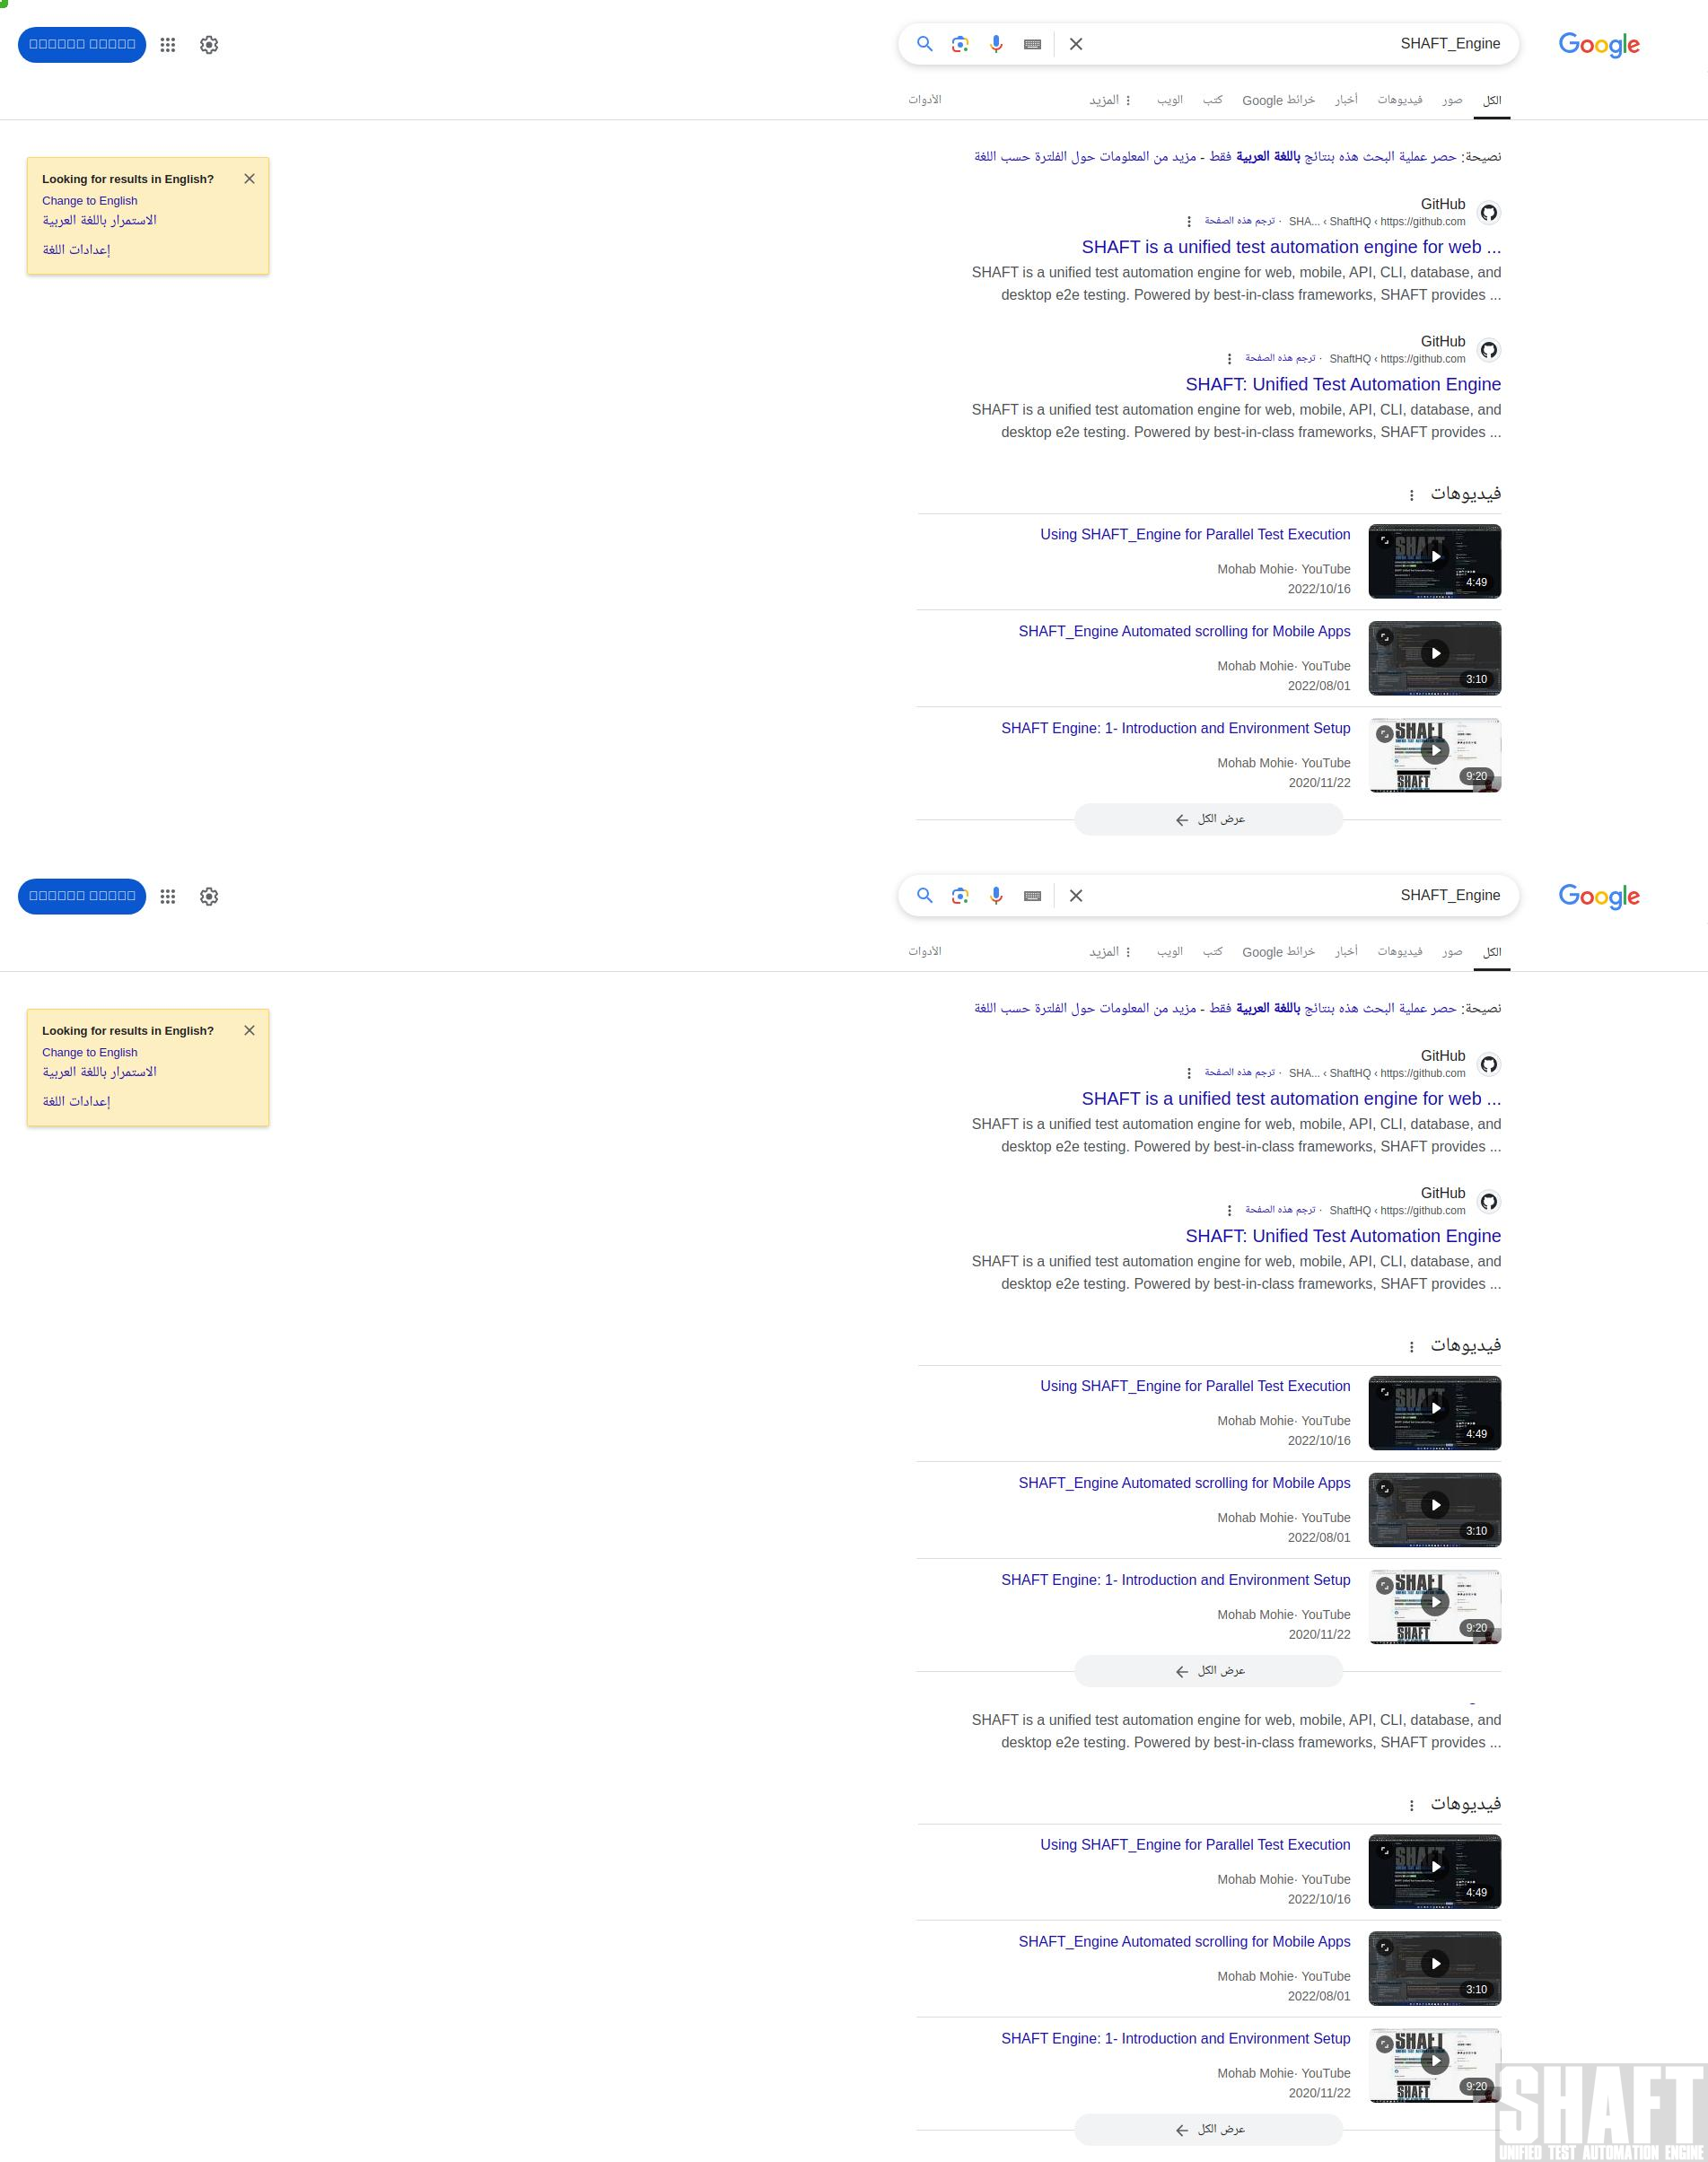 Google
SHAFT_Engine
الكل
صور
فيديوهات
أخبار
خرائط Google
كتب
الويب
المزيد
الأدوات
نصيحة: حصر عملية البحث هذه بنتائج باللغة العربية فقط - مزيد من المعلومات حول الفلترة حسب اللغة
Looking for results in English?
Change to English
الاستمرار باللغة العربية
إعدادات اللغة
GitHub
https://github.com › ShaftHQ › SHA... · ترجم هذه الصفحة
SHAFT is a unified test automation engine for web ...
SHAFT is a unified test automation engine for web, mobile, API, CLI, database, and
desktop e2e testing. Powered by best-in-class frameworks, SHAFT provides ...
GitHub
https://github.com › ShaftHQ · ترجم هذه الصفحة
SHAFT: Unified Test Automation Engine
SHAFT is a unified test automation engine for web, mobile, API, CLI, database, and
desktop e2e testing. Powered by best-in-class frameworks, SHAFT provides ...
فيديوهات
Using SHAFT_Engine for Parallel Test Execution
Mohab Mohie· YouTube
2022/10/16
SHAFT
4:49
SHAFT_Engine Automated scrolling for Mobile Apps
Mohab Mohie· YouTube
2022/08/01
3:10
SHAFT Engine: 1- Introduction and Environment Setup
Mohab Mohie· YouTube
2020/11/22
SHAFT
9:20
SHAFT
عرض الكل
Google
SHAFT_Engine
الكل
صور
فيديوهات
أخبار
خرائط Google
كتب
الويب
المزيد
الأدوات
نصيحة: حصر عملية البحث هذه بنتائج باللغة العربية فقط - مزيد من المعلومات حول الفلترة حسب اللغة
Looking for results in English?
Change to English
الاستمرار باللغة العربية
إعدادات اللغة
GitHub
https://github.com › ShaftHQ › SHA... · ترجم هذه الصفحة
SHAFT is a unified test automation engine for web ...
SHAFT is a unified test automation engine for web, mobile, API, CLI, database, and
desktop e2e testing. Powered by best-in-class frameworks, SHAFT provides ...
GitHub
https://github.com › ShaftHQ · ترجم هذه الصفحة
SHAFT: Unified Test Automation Engine
SHAFT is a unified test automation engine for web, mobile, API, CLI, database, and
desktop e2e testing. Powered by best-in-class frameworks, SHAFT provides ...
فيديوهات
Using SHAFT_Engine for Parallel Test Execution
Mohab Mohie· YouTube
2022/10/16
SHAFT
4:49
SHAFT_Engine Automated scrolling for Mobile Apps
Mohab Mohie· YouTube
2022/08/01
3:10
SHAFT Engine: 1- Introduction and Environment Setup
Mohab Mohie· YouTube
2020/11/22
SHAFT
9:20
SHAFT
عرض الكل
SHAFT is a unified test automation engine for web, mobile, API, CLI, database, and
desktop e2e testing. Powered by best-in-class frameworks, SHAFT provides ...
فيديوهات
Using SHAFT_Engine for Parallel Test Execution
Mohab Mohie· YouTube
2022/10/16
SHAFT
4:49
SHAFT_Engine Automated scrolling for Mobile Apps
Mohab Mohie· YouTube
2022/08/01
3:10
SHAFT Engine: 1- Introduction and Environment Setup
Mohab Mohie· YouTube
2020/11/22
SHAFT
9:20
SHAFT
عرض الكل
SHAFT
UNIFIED TEST AUTOMATION ENGINE